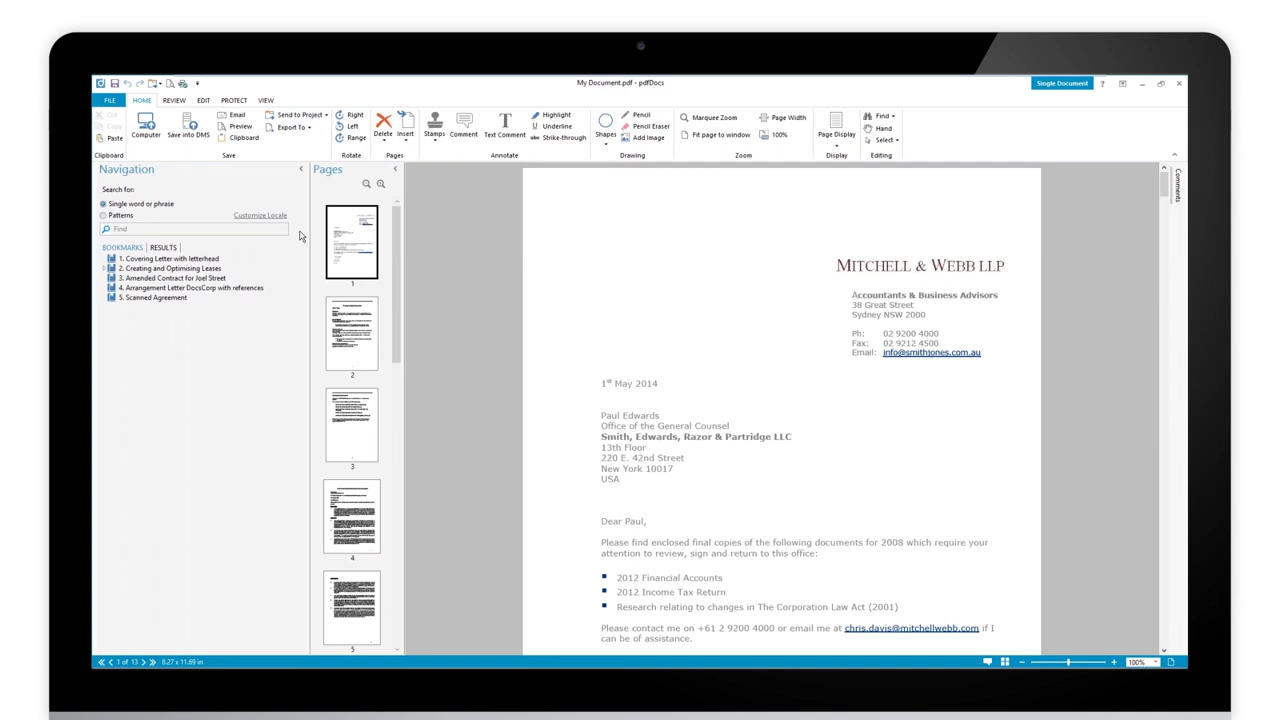 My Document.pdf - pdfDocs
Single Document
?
FILE
HOME
REVIEW
EDIT
PROTECT
VIEW
Cut
Copy
Paste
Clipboard
Computer
Save into DMS
Email
Preview
Clipboard
Send to Project
Export To
Save
Right
Left
Range
Rotate
Delete
Insert
Pages
Stamps
Comment
Text Comment
Highlight
Underline
Strike-through
Annotate
Shapes
Pencil
Pencil Eraser
Add Image
Drawing
Marquee Zoom
Fit page to window
Page Width
100%
Zoom
Page Display
Display
Find
Hand
Select
Editing
Navigation
Search for:
Single word or phrase
Patterns
Customize Locale
Find
BOOKMARKS
RESULTS
1. Covering Letter with letterhead
2. Creating and Optimising Leases
3. Amended Contract for Joel Street
4. Arrangement Letter DocsCorp with references
5. Scanned Agreement
Pages
1
2
3
4
5
MITCHELL & WEBB LLP
Accountants & Business Advisors
38 Great Street
Sydney NSW 2000
Ph: 02 9200 4000
Fax: 02 9212 4500
Email: info@smithjones.com.au
1st May 2014
Paul Edwards
Office of the General Counsel
Smith, Edwards, Razor & Partridge LLC
13th Floor
220 E. 42nd Street
New York 10017
USA
Dear Paul,
Please find enclosed final copies of the following documents for 2008 which require your
attention to review, sign and return to this office:
2012 Financial Accounts
2012 Income Tax Return
Research relating to changes in The Corporation Law Act (2001)
Please contact me on +61 2 9200 4000 or email me at chris.davis@mitchellwebb.com if I
can be of assistance.
Comments
1 of 13
8.27 x 11.69 in
100%